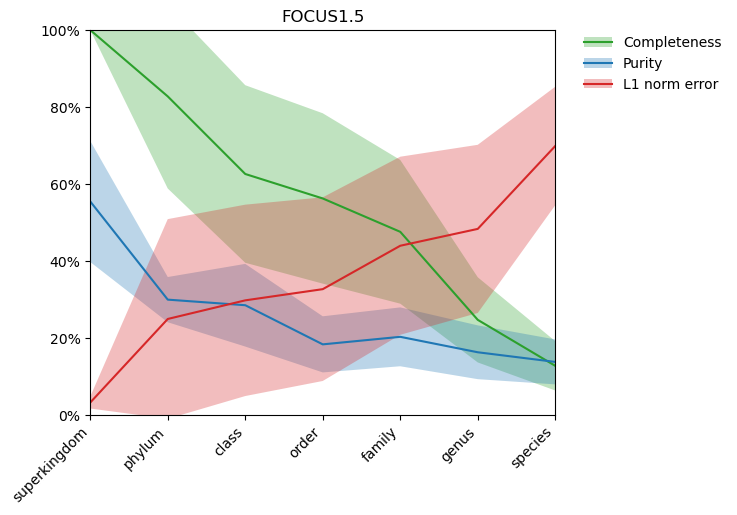 FOCUS1.5
100%
80%
60%
40%
20%
0%
superkingdom
phylum
class
order
family
genus
species
Completeness
Purity
L1 norm error